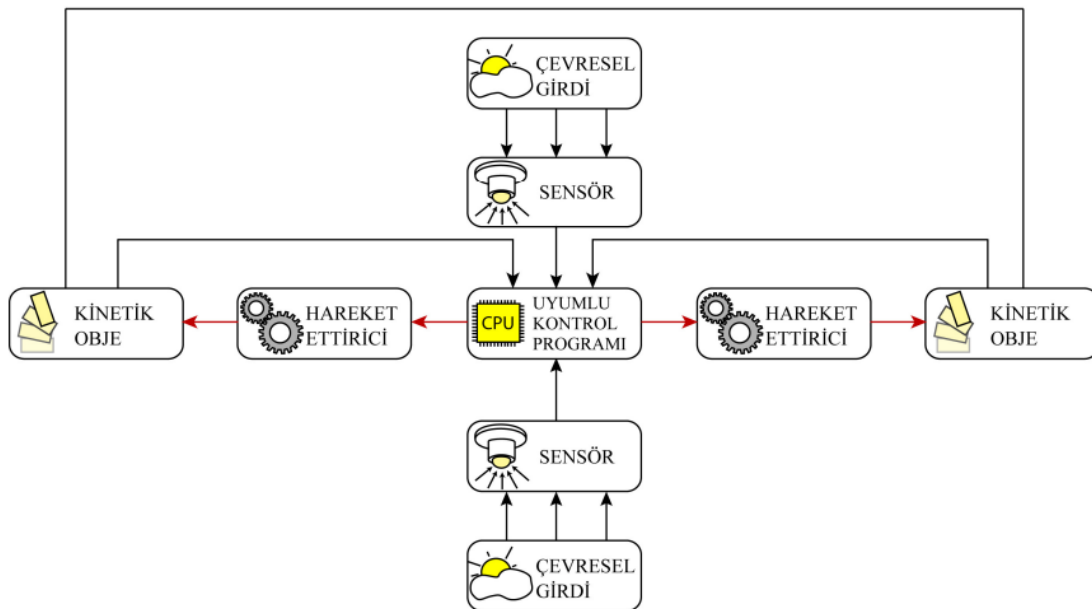 ÇEVRESEL
GİRDİ
SENSÖR
KİNETİK
OBJE
HAREKET
ETTİRİCİ
CPU
UYUMLU
KONTROL
PROGRAMI
HAREKET
ETTİRİCİ
KİNETİK
OBJE
SENSÖR
ÇEVRESEL
GİRDİ